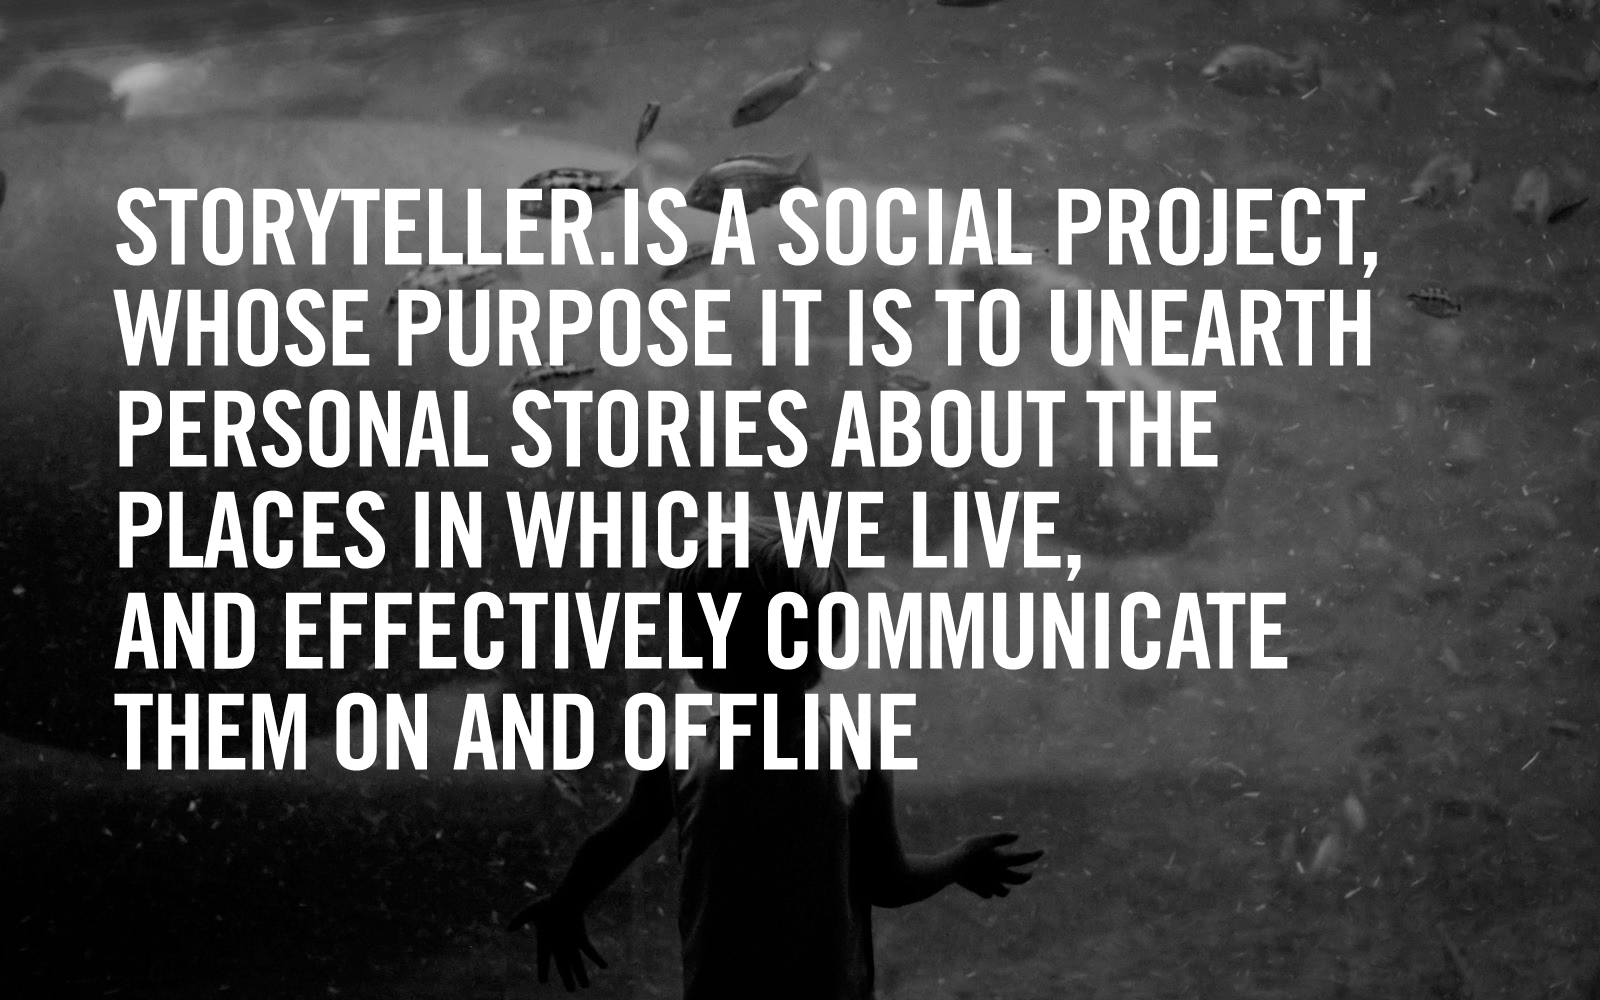 STORYTELLER.IS A SOCIAL PROJECT,
WHOSE PURPOSE IT IS TO UNEARTH
PERSONAL STORIES ABOUT THE
PLACES IN WHICH WE LIVE,
AND EFFECTIVELY COMMUNICATE
THEM ON AND OFFLINE